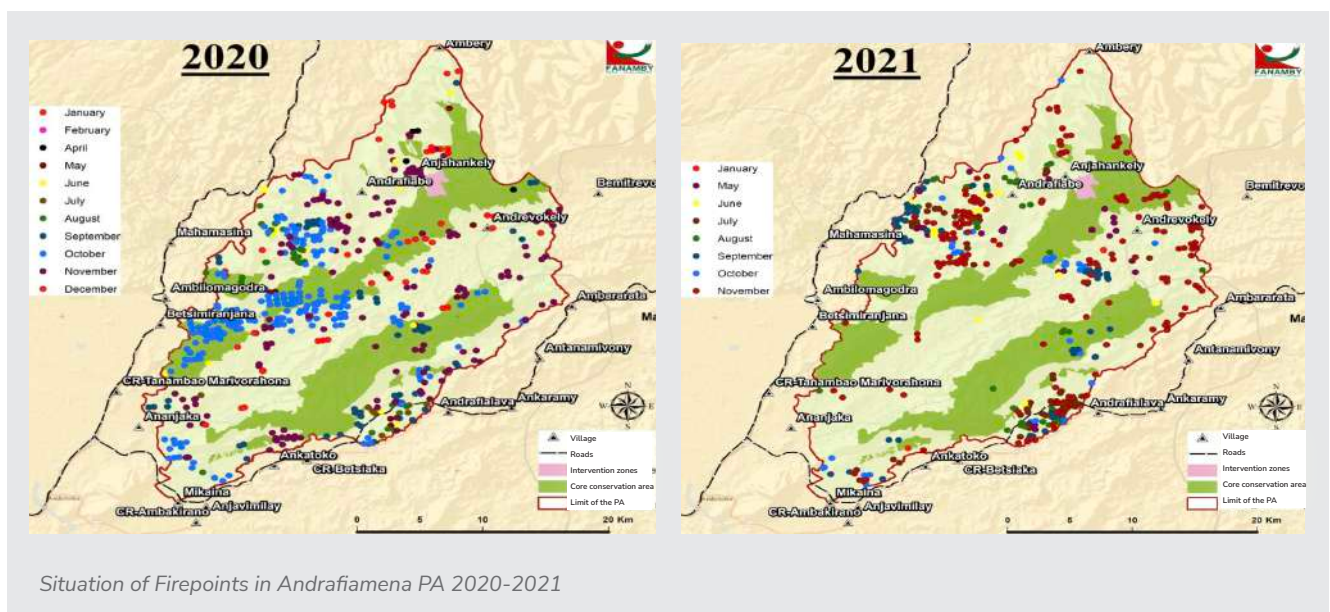 2020
Ambery
FANAMBY
January
February
April
May
June
July
August
September
October
November
December
Anjahankely
Andrafiabe
Bemitrevo
Andrevokely
Mahamasina
Ambilomagodra
Betsimiranjana
Ambararata
Ma
Antanamivony
CR-Tanambao Marivorahona
Ananjaka
Andrafialava
Ankaramy
N
W
E
S
Ankatoko
CR-Betsiaka
Mikaina
CR-Ambakirano
Anjavimilay
Village
Roads
Intervention zones
Core conservation area
Limit of the PA
0 5 10 20 Km
2021
Ambery
FANAMBY
January
May
June
July
August
September
October
November
Anjahankely
Andrafiabe
Bemitrevo
Andrevokely
Mahamasina
Ambilomagodra
Betsimiranjana
Ambararata
Ma
Antanamivony
CR-Tanambao Marivorahona
Ananjaka
Andrafialava
Ankaramy
N
W
E
S
Ankatoko
CR-Betsiaka
Mikaina
CR-Ambakirano
Anjavimilay
Village
Roads
Intervention zones
Core conservation area
Limit of the PA
0 5 10 20 Km
Situation of Firepoints in Andrafiamena PA 2020-2021